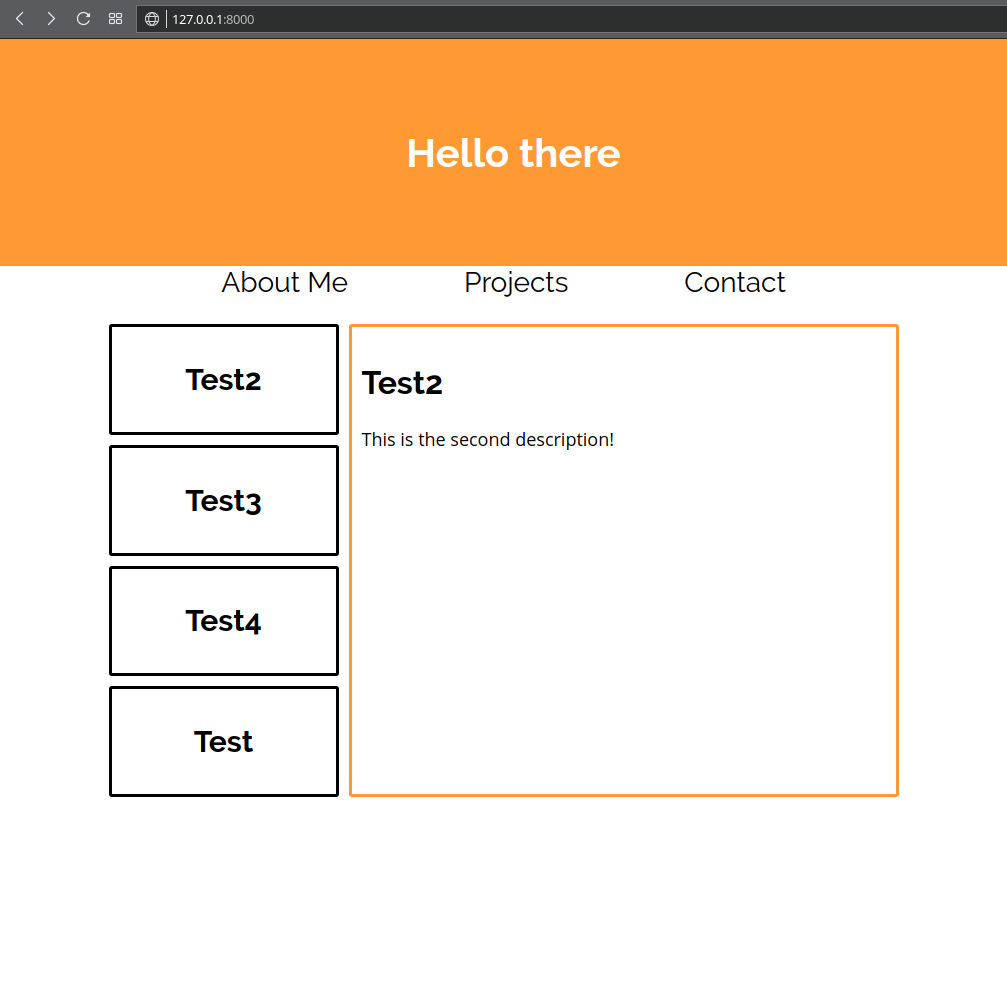 127.0.0.1:8000
Hello there
About Me Projects Contact
Test2
Test3
Test4
Test
Test2
This is the second description!